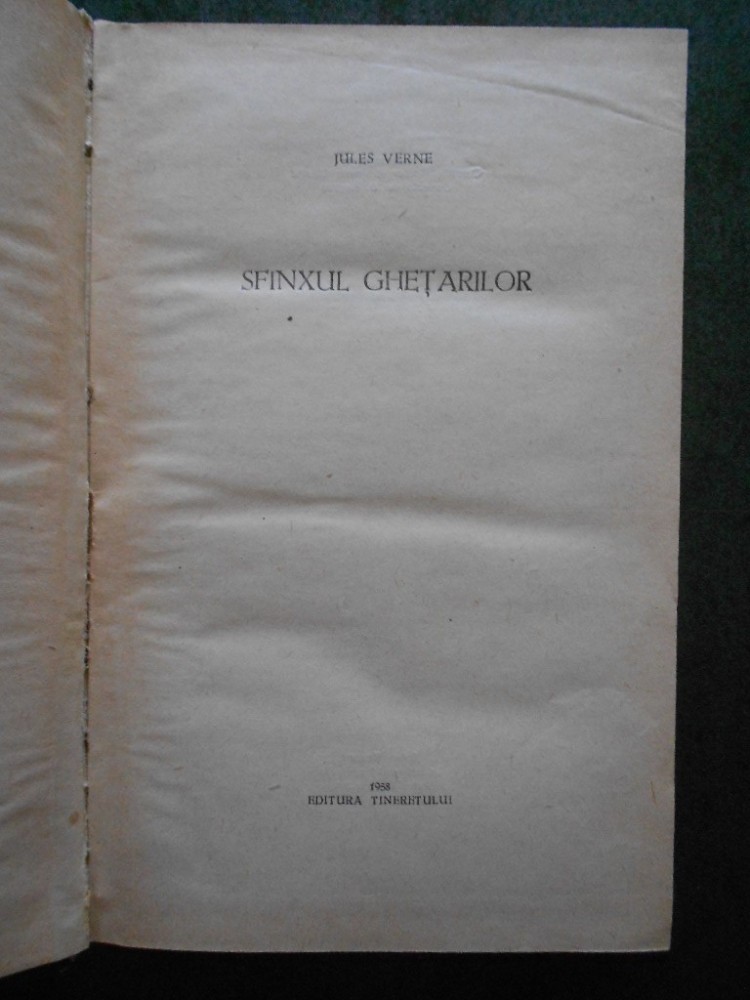 JULES VERNE
SFINXUL GHEȚARILOR
1958
EDITURA TINERETULUI